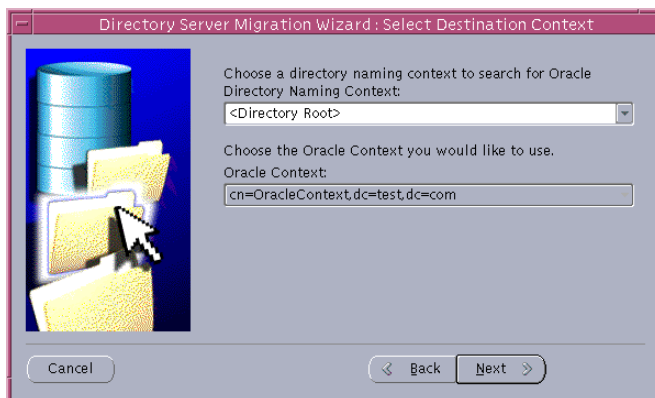 Directory Server Migration Wizard : Select Destination Context
Choose a directory naming context to search for Oracle
Directory Naming Context:
<Directory Root>
Choose the Oracle Context you would like to use.
Oracle Context:
cn=OracleContext,dc=test,dc=com
Cancel
Back
Next